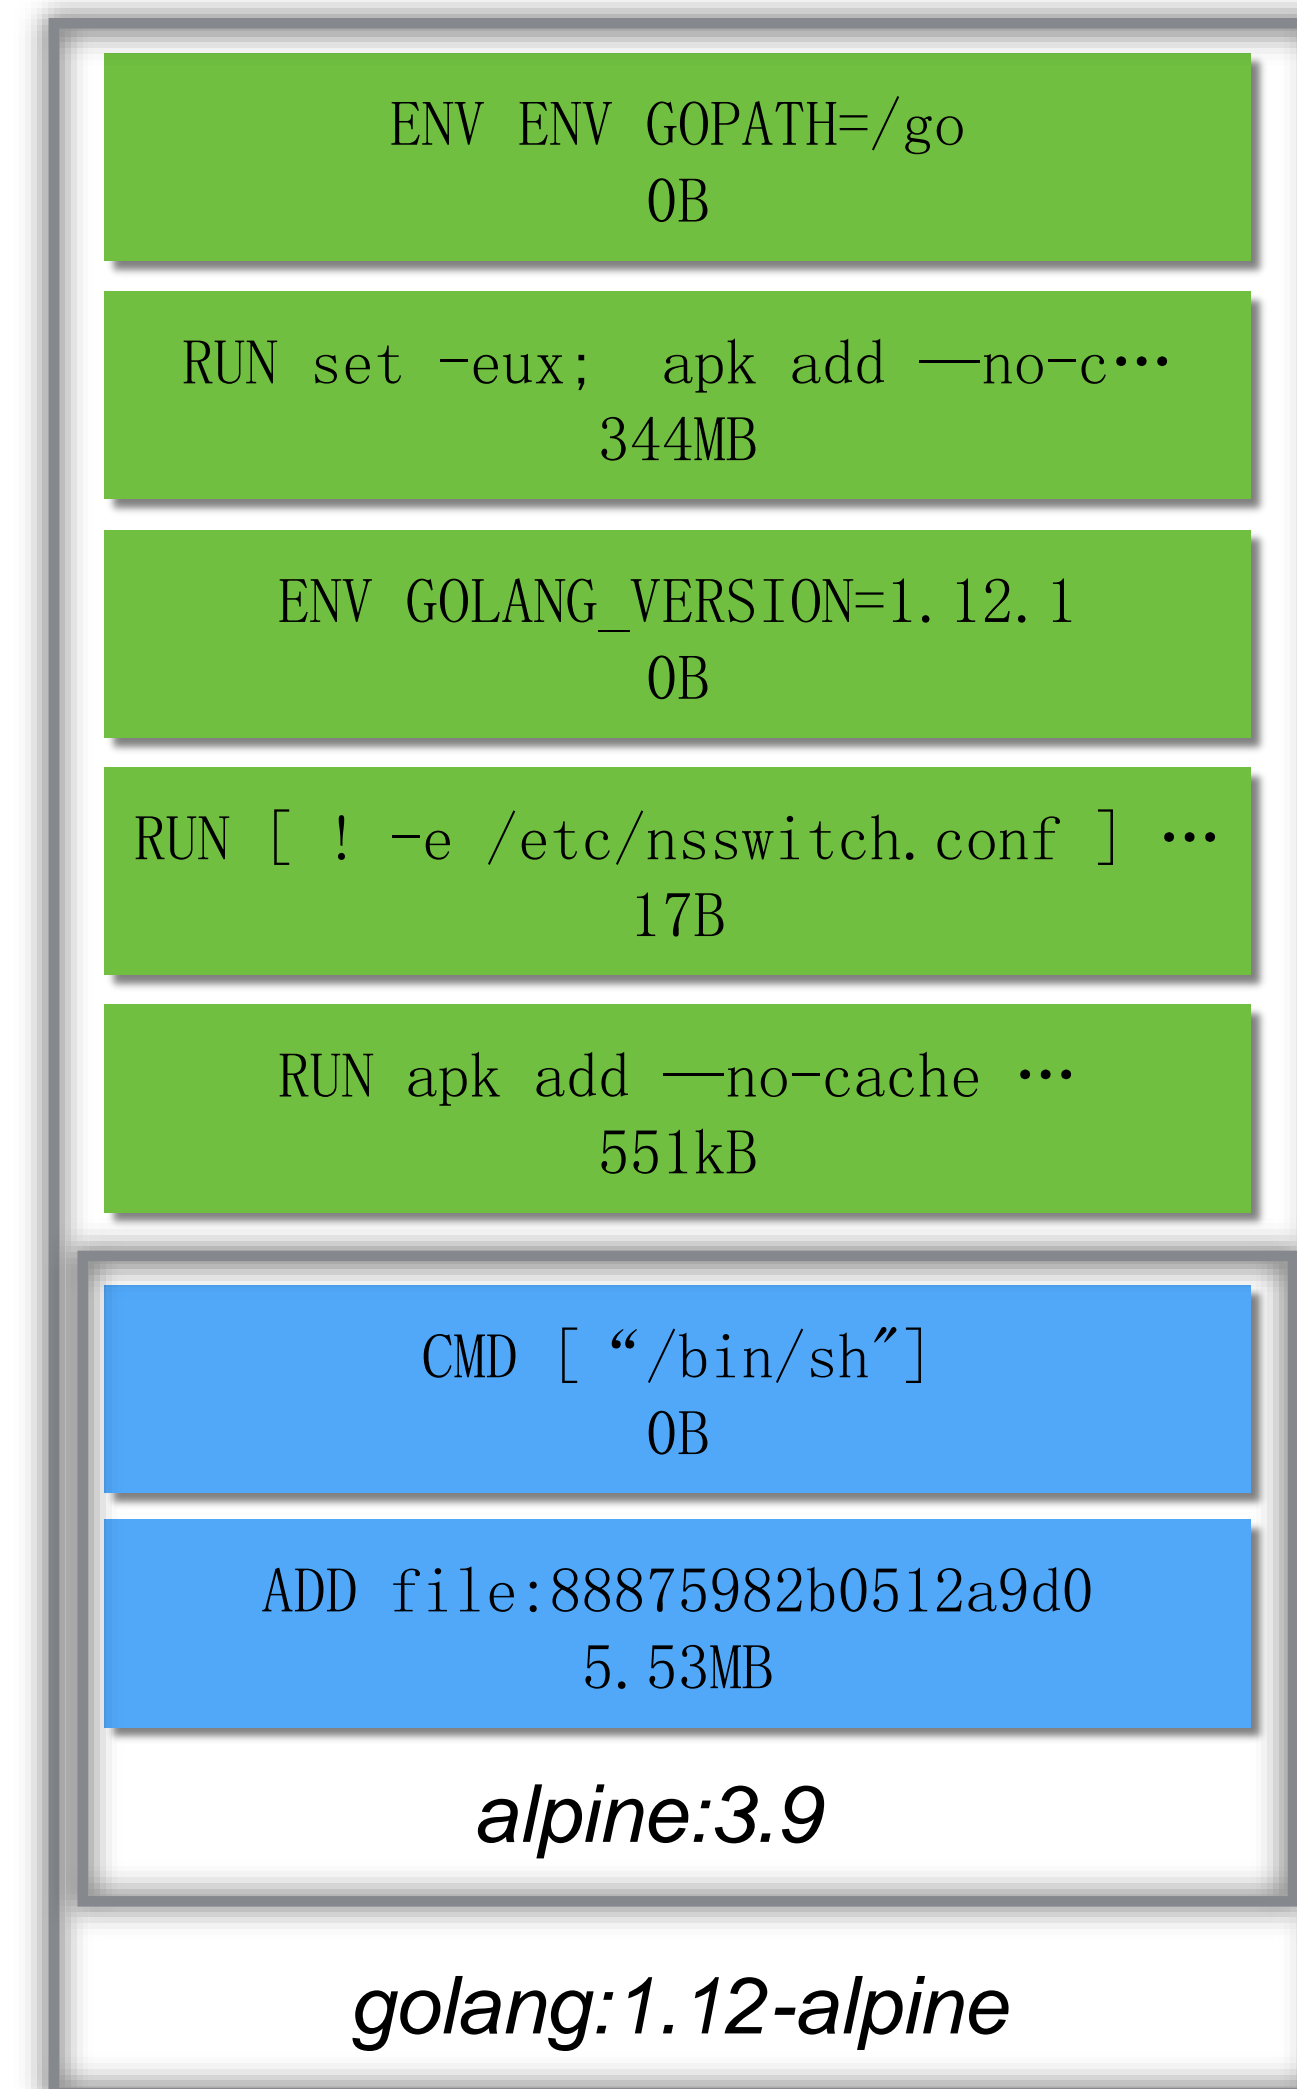 ENV ENV GOPATH=/go
0B
RUN set -eux;  apk add —no-c…
344MB
ENV GOLANG_VERSION=1.12.1
0B
RUN [ ! -e /etc/nsswitch.conf ] …
17B
RUN apk add —no-cache …
551kB
CMD [“/bin/sh"]
0B
ADD file:88875982b0512a9d0
5.53MB
alpine:3.9
golang:1.12-alpine